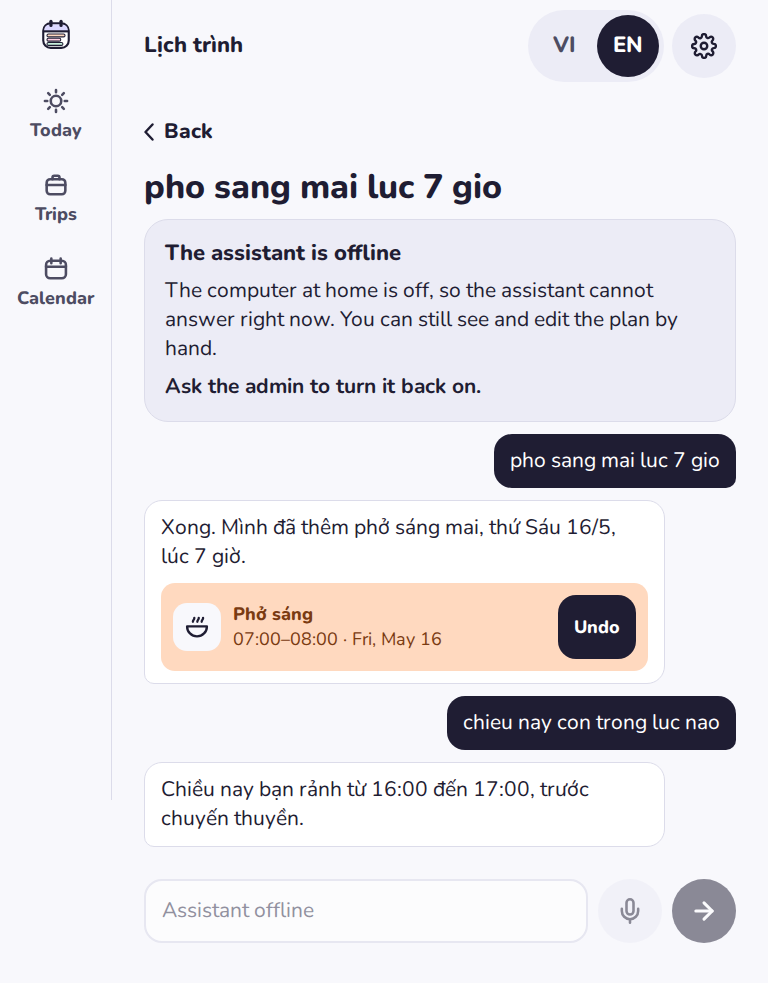 Lịch trình
VI
EN
Today
Trips
Calendar
Back
pho sang mai luc 7 gio
The assistant is offline
The computer at home is off, so the assistant cannot
answer right now. You can still see and edit the plan by
hand.
Ask the admin to turn it back on.
pho sang mai luc 7 gio
Xong. Mình đã thêm phở sáng mai, thứ Sáu 16/5,
lúc 7 giờ.
Phở sáng
07:00–08:00 · Fri, May 16
Undo
chieu nay con trong luc nao
Chiều nay bạn rảnh từ 16:00 đến 17:00, trước
chuyến thuyền.
Assistant offline